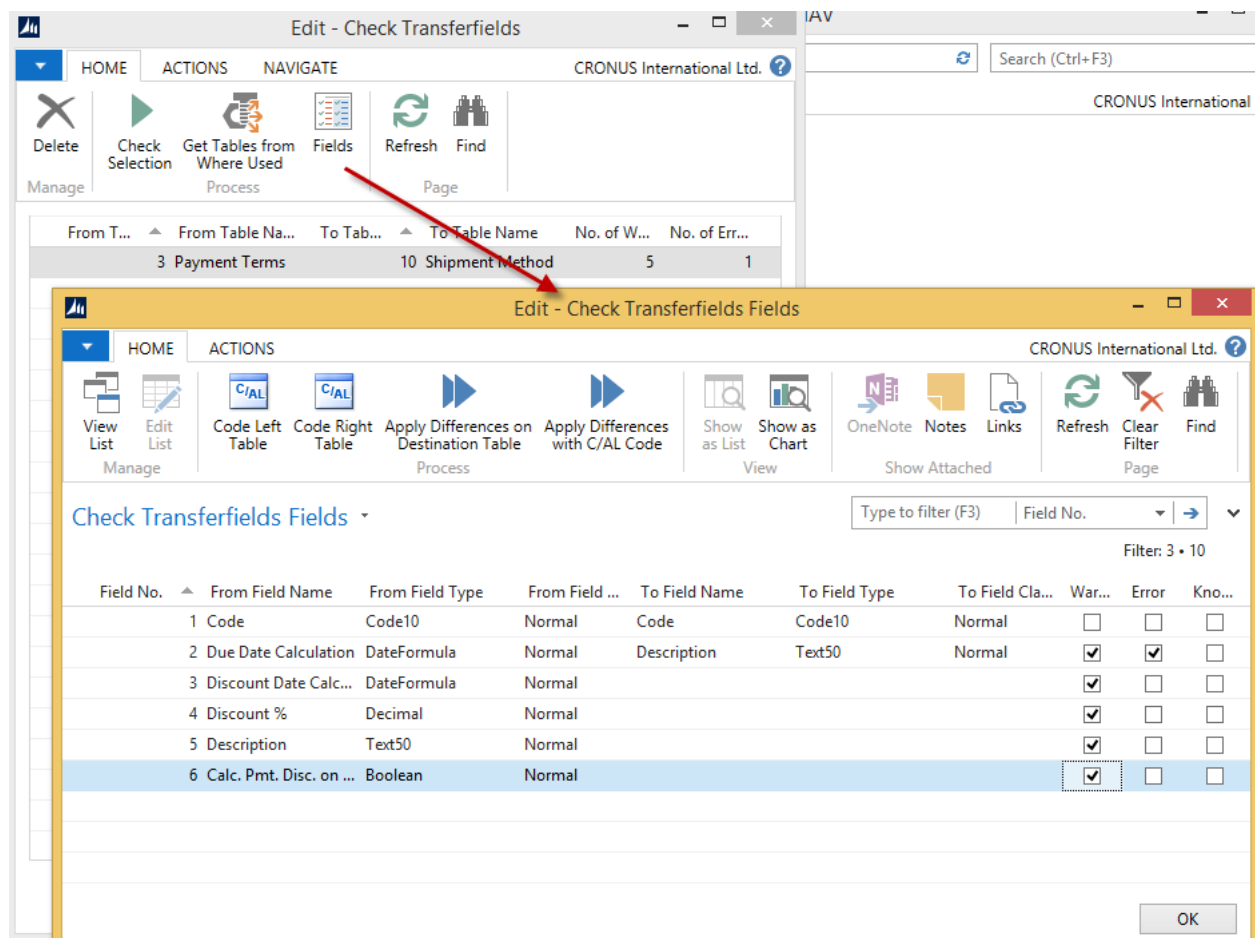 Edit - Check Transferfields
NAV
HOME ACTIONS NAVIGATE CRONUS International Ltd.
Search (Ctrl+F3)
CRONUS International
Delete Check Selection Get Tables from Where Used Fields Refresh Find
Manage Process Page
From T... From Table Na... To Tab... To Table Name No. of W... No. of Err...
3 Payment Terms 10 Shipment Method 5 1
Edit - Check Transferfields Fields
HOME ACTIONS CRONUS International Ltd.
C/AL C/AL
View List Edit List Code Left Table Code Right Table Apply Differences on Destination Table Apply Differences with C/AL Code Show as List Show as Chart OneNote Notes Links Refresh Clear Filter Find
Manage Process View Show Attached Page
Check Transferfields Fields Type to filter (F3) Field No.
Filter: 3 • 10
Field No. From Field Name From Field Type From Field ... To Field Name To Field Type To Field Cla... War... Error Kno...
1 Code Code10 Normal Code Code10 Normal
2 Due Date Calculation DateFormula Normal Description Text50 Normal
3 Discount Date Calc... DateFormula Normal
4 Discount % Decimal Normal
5 Description Text50 Normal
6 Calc. Pmt. Disc. on ... Boolean Normal
OK